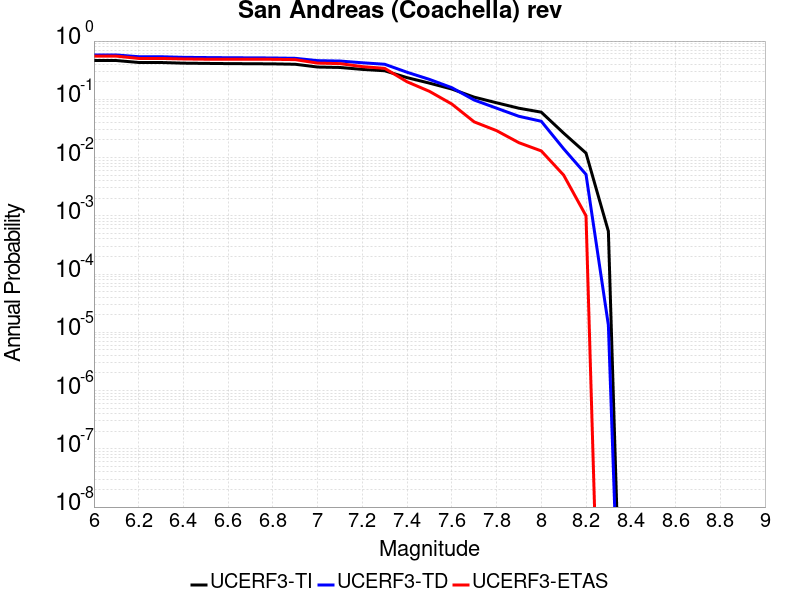 San Andreas (Coachella) rev
10^0
10^-1
10^-2
10^-3
10^-4
10^-5
10^-6
10^-7
10^-8
Annual Probability
6 6.2 6.4 6.6 6.8 7 7.2 7.4 7.6 7.8 8 8.2 8.4 8.6 8.8 9
Magnitude
UCERF3-TI UCERF3-TD UCERF3-ETAS